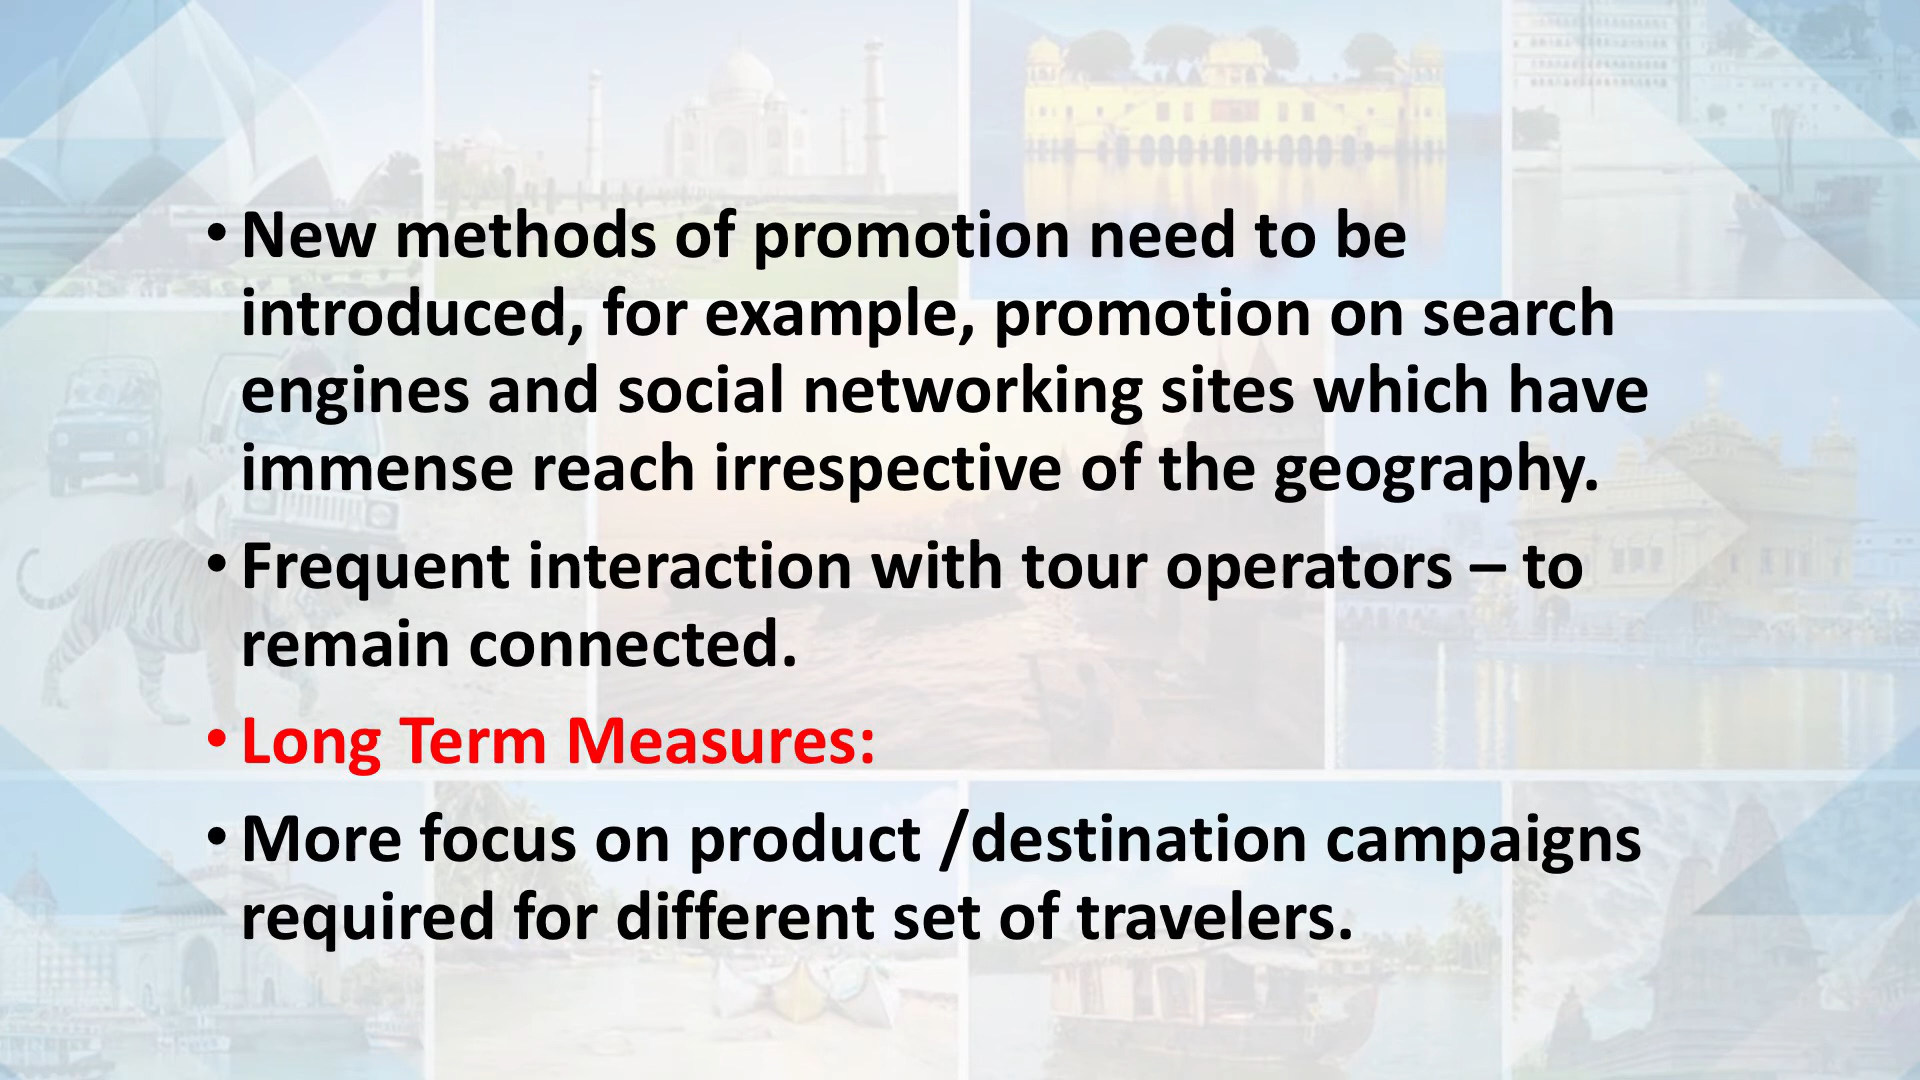 • New methods of promotion need to be
introduced, for example, promotion on search
engines and social networking sites which have
immense reach irrespective of the geography.
• Frequent interaction with tour operators – to
remain connected.
• Long Term Measures:
• More focus on product /destination campaigns
required for different set of travelers.